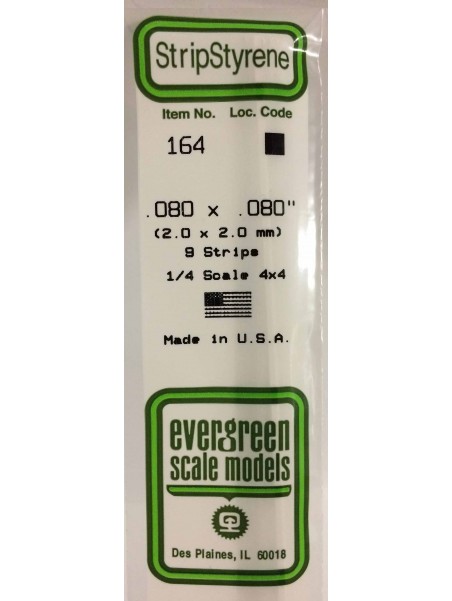 StripStyrene
Item No. Loc. Code
164
.080 x .080"
(2.0 x 2.0 mm)
9 Strips
1/4 Scale 4x4
Made in U.S.A.
evergreen
scale models
Des Plaines, IL 60018